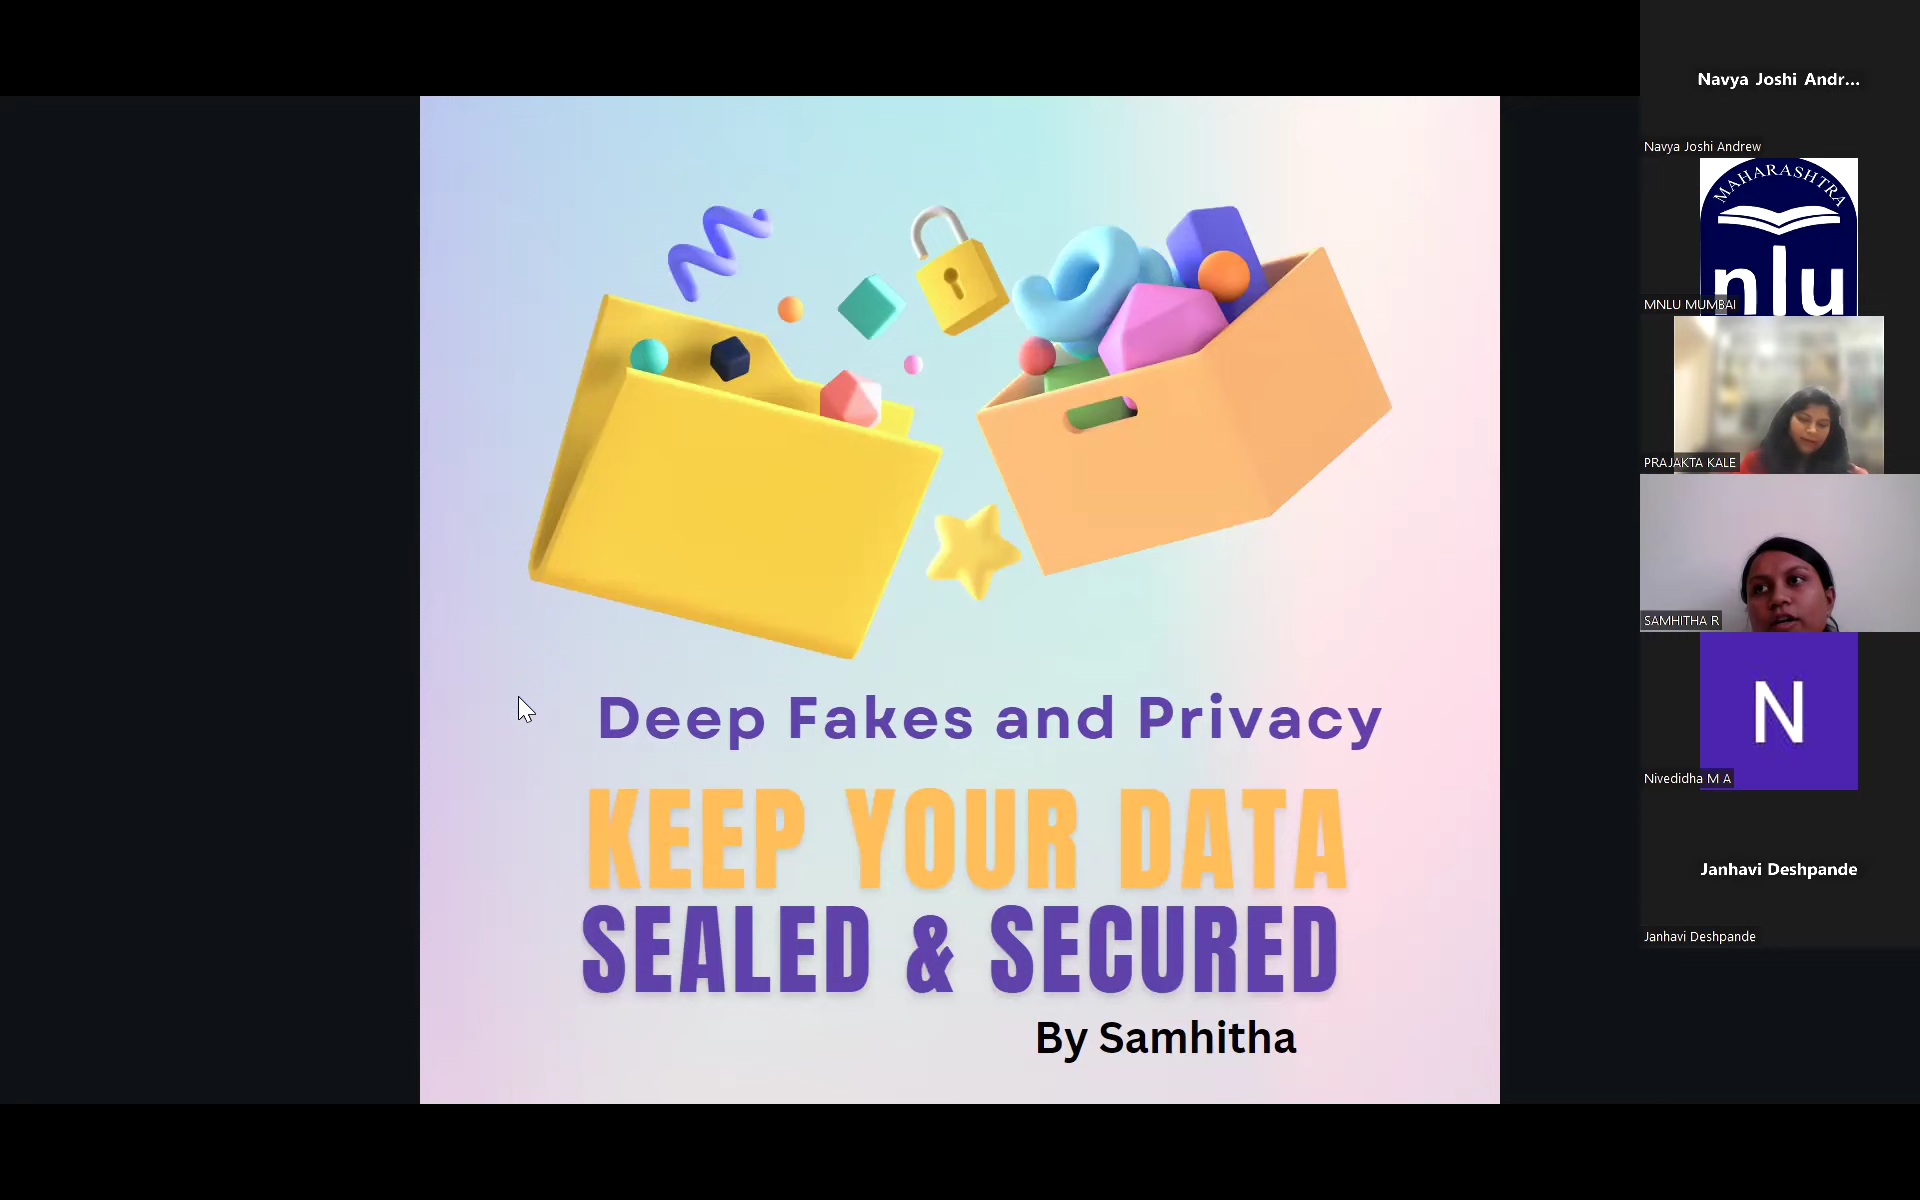 Deep Fakes and Privacy
KEEP YOUR DATA
SEALED & SECURED
By Samhitha
Navya Joshi Andr...
Navya Joshi Andrew
MAHARASHTRA
nlu
MNLU MUMBAI
PRAJAKTA KALE
SAMHITHA R
N
Nivedidha M A
Janhavi Deshpande
Janhavi Deshpande